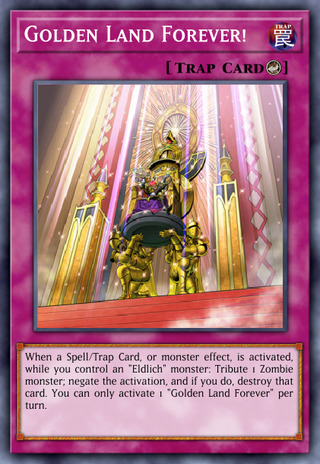 Golden Land Forever!
TRAP
罠
[ Trap Card ]
When a Spell/Trap Card, or monster effect, is activated,
while you control an "Eldlich" monster: Tribute 1 Zombie
monster; negate the activation, and if you do, destroy that
card. You can only activate 1 "Golden Land Forever" per
turn.